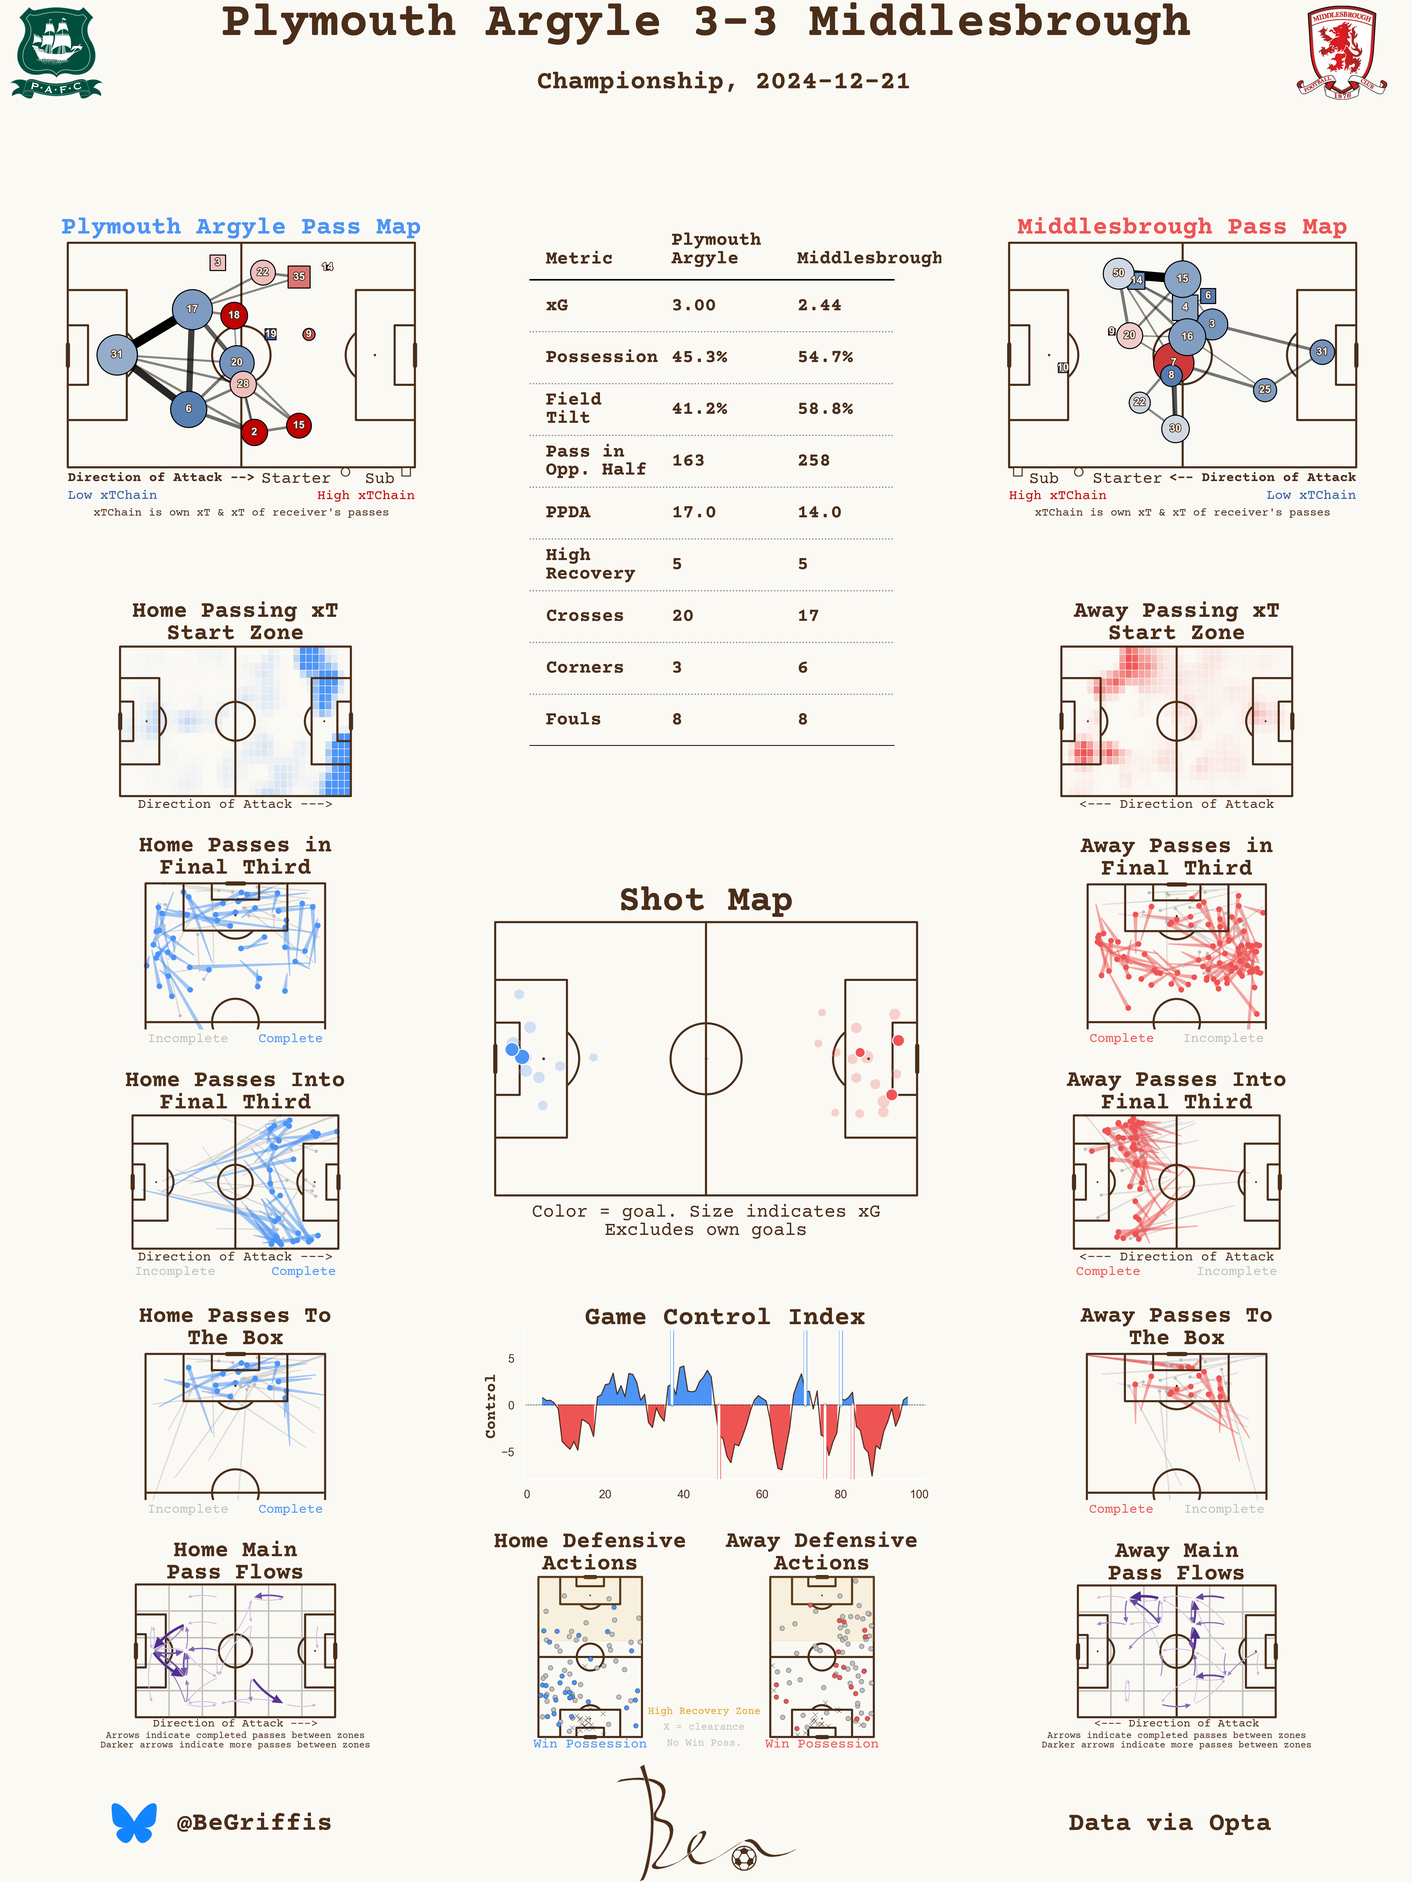 Plymouth Argyle 3-3 Middlesbrough
Championship, 2024-12-21
P·A·F·C
MIDDLESBROUGH
FOOTBALL CLUB
1876
Plymouth Argyle Pass Map
3
22
35
14
17
18
19
9
31
20
28
6
2
15
Direction of Attack --> Starter Sub
Low xTChain High xTChain
xTChain is own xT & xT of receiver's passes
Metric Plymouth Argyle Middlesbrough
xG 3.00 2.44
Possession 45.3% 54.7%
Field Tilt 41.2% 58.8%
Pass in Opp. Half 163 258
PPDA 17.0 14.0
High Recovery 5 5
Crosses 20 17
Corners 3 6
Fouls 8 8
Middlesbrough Pass Map
50
14
15
6
4
3
9
20
16
31
10
7
8
25
22
30
Sub Starter <-- Direction of Attack
High xTChain Low xTChain
xTChain is own xT & xT of receiver's passes
Home Passing xT
Start Zone
Direction of Attack --->
Away Passing xT
Start Zone
<--- Direction of Attack
Home Passes in
Final Third
Incomplete Complete
Away Passes in
Final Third
Complete Incomplete
Shot Map
Color = goal. Size indicates xG
Excludes own goals
Home Passes Into
Final Third
Direction of Attack --->
Incomplete Complete
Away Passes Into
Final Third
<--- Direction of Attack
Complete Incomplete
Home Passes To
The Box
Incomplete Complete
Game Control Index
Control
5
0
−5
0 20 40 60 80 100
Away Passes To
The Box
Complete Incomplete
Home Main
Pass Flows
Direction of Attack --->
Arrows indicate completed passes between zones
Darker arrows indicate more passes between zones
Home Defensive
Actions
Win Possession
High Recovery Zone
X = clearance
No Win Poss.
Away Defensive
Actions
Win Possession
Away Main
Pass Flows
<--- Direction of Attack
Arrows indicate completed passes between zones
Darker arrows indicate more passes between zones
@BeGriffis
Ben
Data via Opta